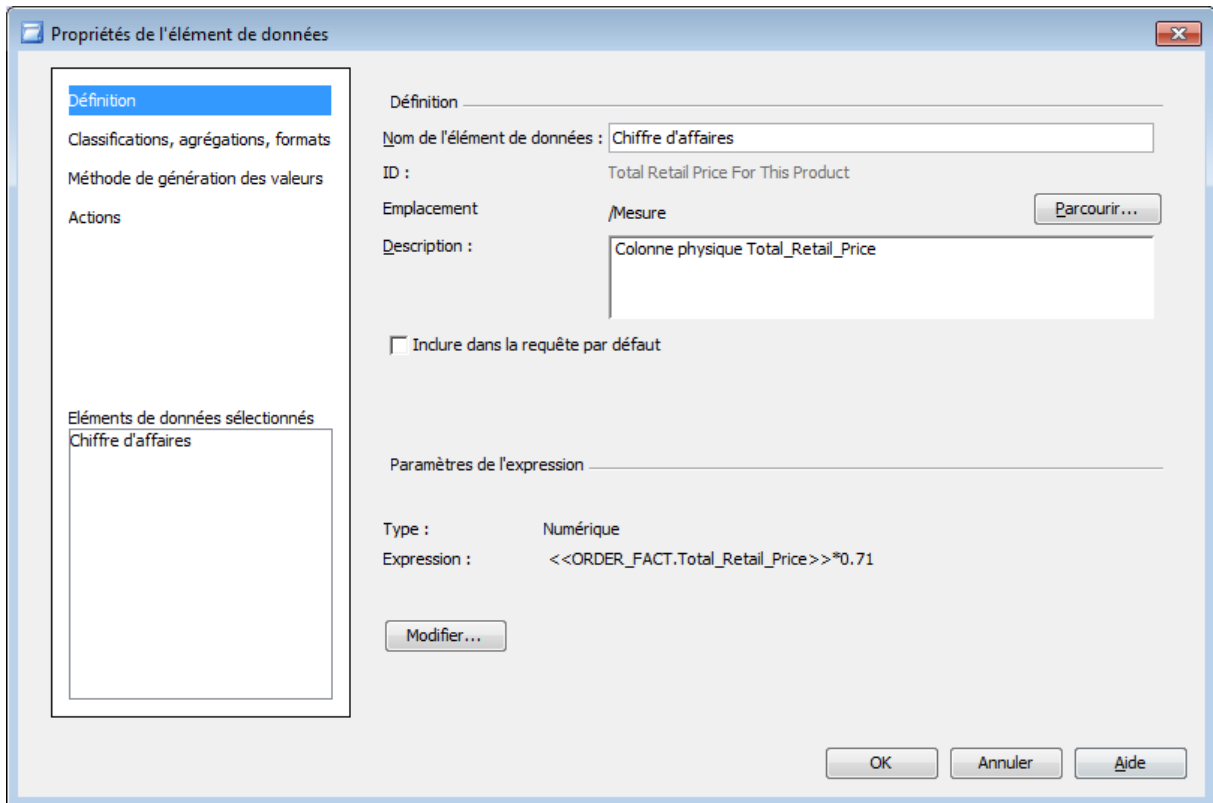 Propriétés de l'élément de données
Définition
Classifications, agrégations, formats
Méthode de génération des valeurs
Actions
Eléments de données sélectionnés
Chiffre d'affaires
Définition
Nom de l'élément de données : Chiffre d'affaires
ID : Total Retail Price For This Product
Emplacement /Mesure Parcourir...
Description : Colonne physique Total_Retail_Price
Inclure dans la requête par défaut
Paramètres de l'expression
Type : Numérique
Expression : <<ORDER_FACT.Total_Retail_Price>>*0.71
Modifier...
OK Annuler Aide